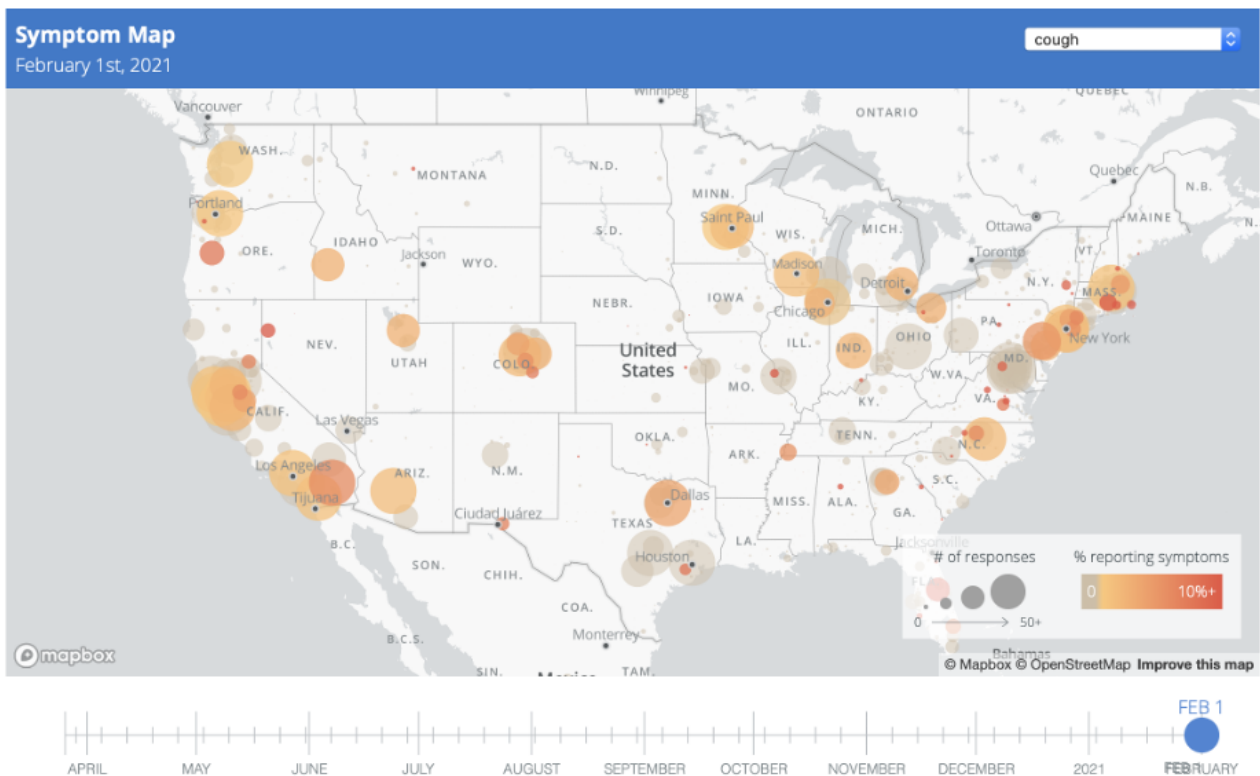 Symptom Map
February 1st, 2021
cough
Vancouver
Winnipeg
QUEBEC
ONTARIO
WASH.
MONTANA
N.D.
MINN.
Quebec
N.B.
Portland
Saint Paul
Ottawa
MAINE
N.
ORE.
IDAHO
Jackson
WYO.
S.D.
WIS.
MICH.
Toronto
VT.
Madison
Detroit
N.Y.
MASS.
NEBR.
IOWA
Chicago
NEV.
UTAH
COLO.
United
States
ILL.
IND.
OHIO
PA.
New York
MO.
W.VA.
MD.
CALIF.
Las Vegas
KY.
VA.
OKLA.
TENN.
N.C.
Los Angeles
ARIZ.
N.M.
ARK.
S.C.
Tijuana
Dallas
MISS.
ALA.
GA.
Ciudad Juárez
TEXAS
LA.
Jacksonville
B.C.
SON.
CHIH.
Houston
FLA.
# of responses
0
50+
% reporting symptoms
0
10%+
COA.
B.C.S.
Monterrey
Bahamas
SIN.
Mexico
TAM.
mapbox
© Mapbox © OpenStreetMap Improve this map
FEB 1
APRIL
MAY
JUNE
JULY
AUGUST
SEPTEMBER
OCTOBER
NOVEMBER
DECEMBER
2021
FEBRUARY